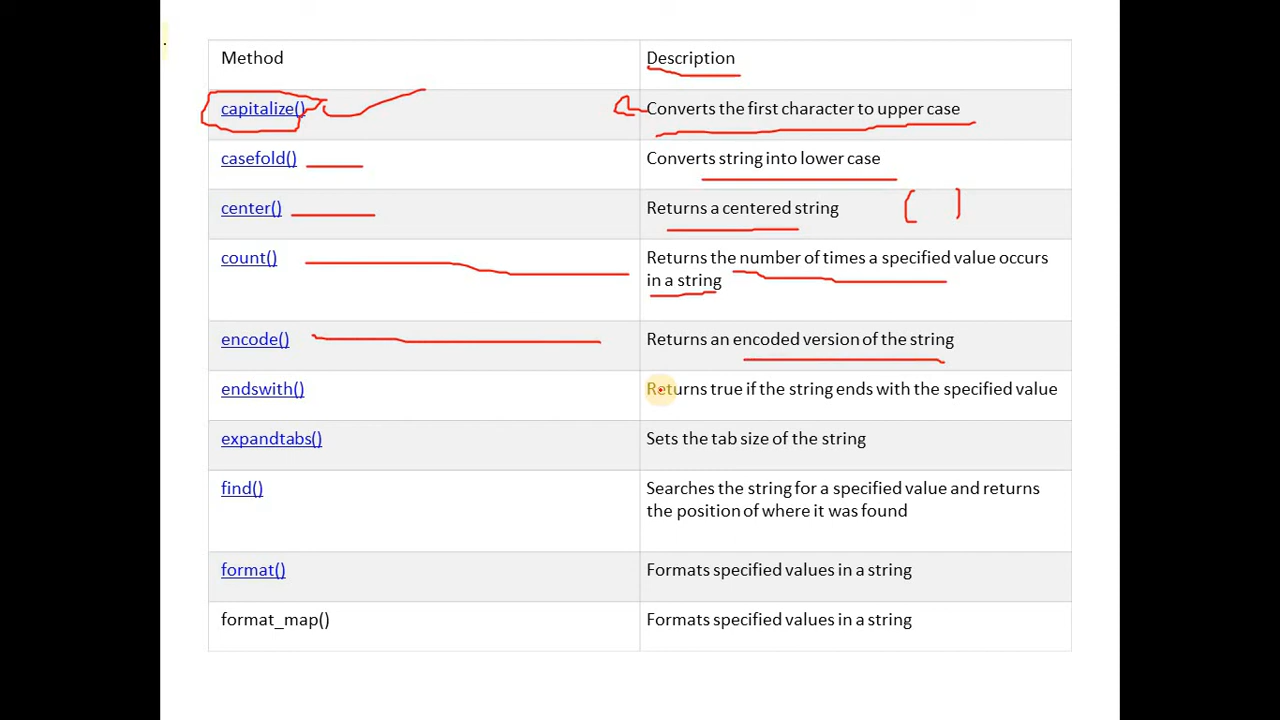 Method Description
capitalize() Converts the first character to upper case
casefold() Converts string into lower case
center() Returns a centered string
count() Returns the number of times a specified value occurs
in a string
encode() Returns an encoded version of the string
endswith() Returns true if the string ends with the specified value
expandtabs() Sets the tab size of the string
find() Searches the string for a specified value and returns
the position of where it was found
format() Formats specified values in a string
format_map() Formats specified values in a string